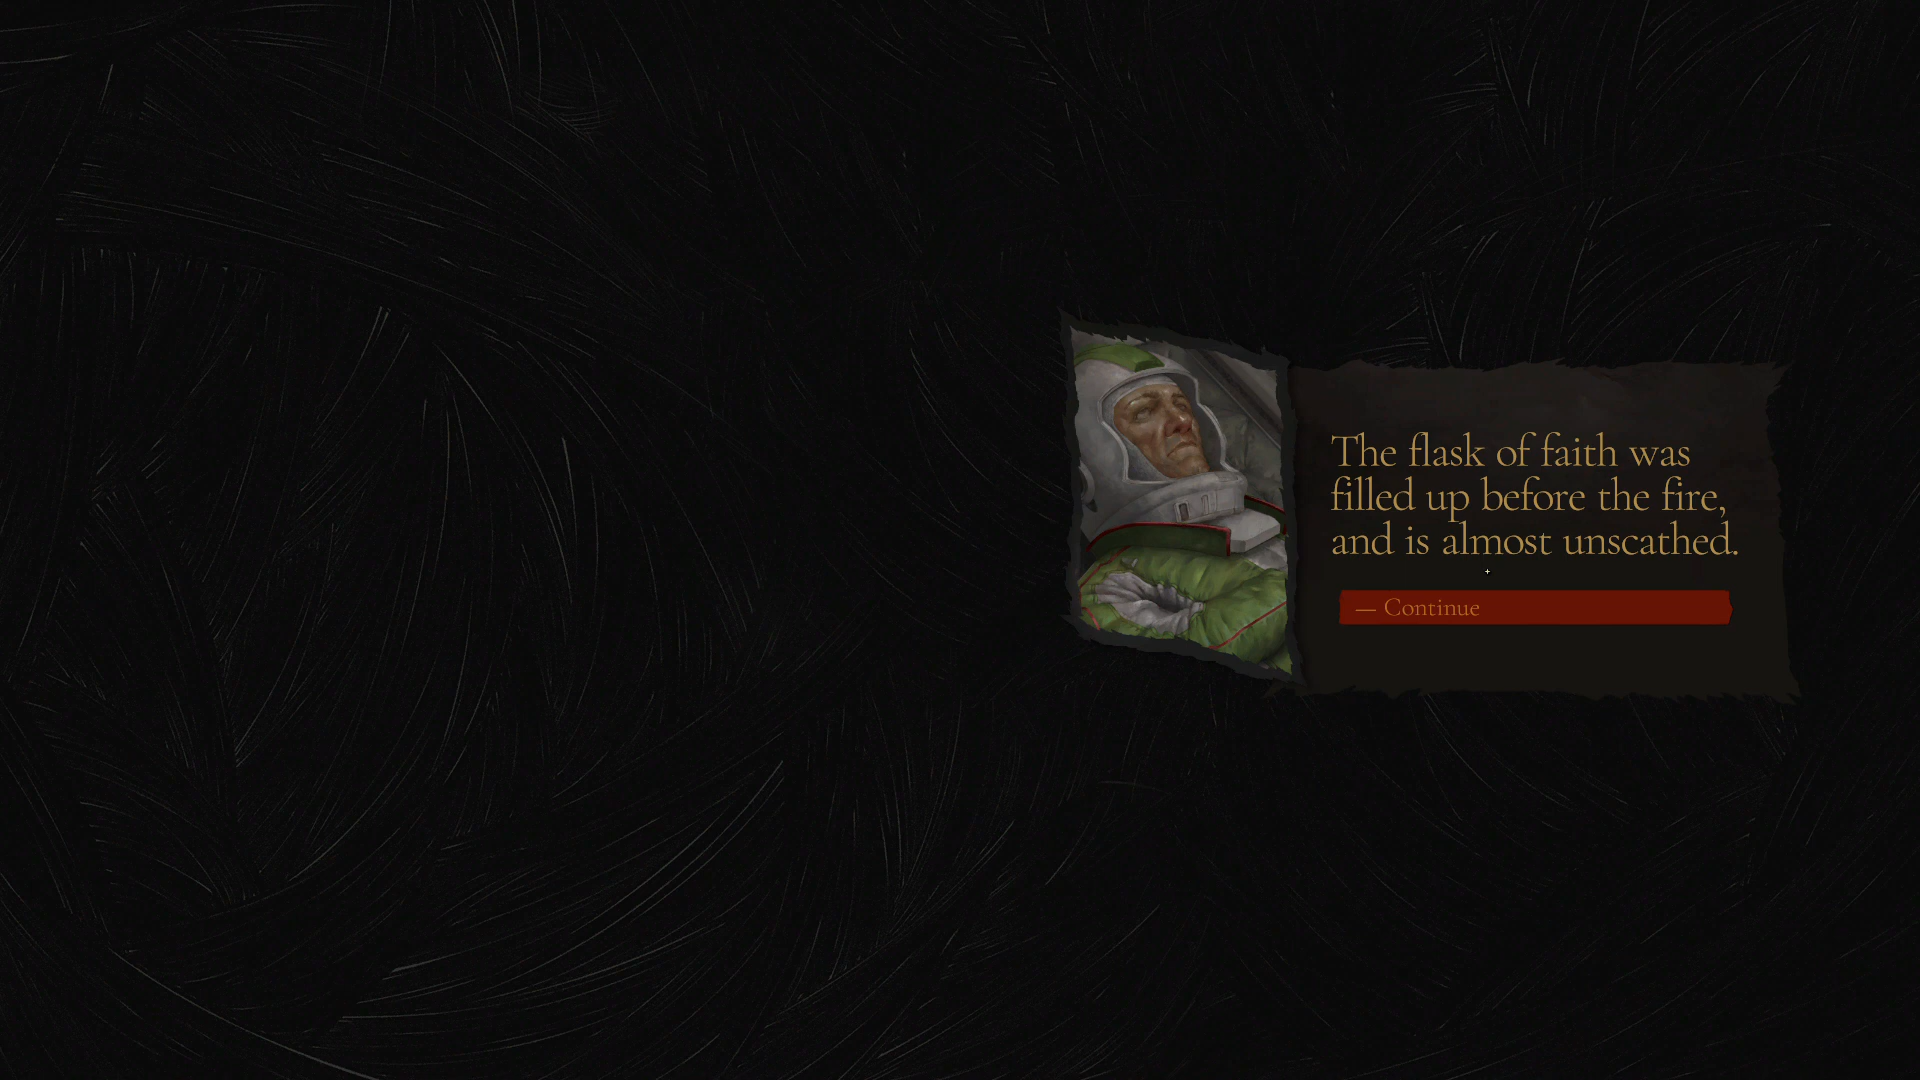 The flask of faith was
filled up before the fire,
and is almost unscathed.
— Continue